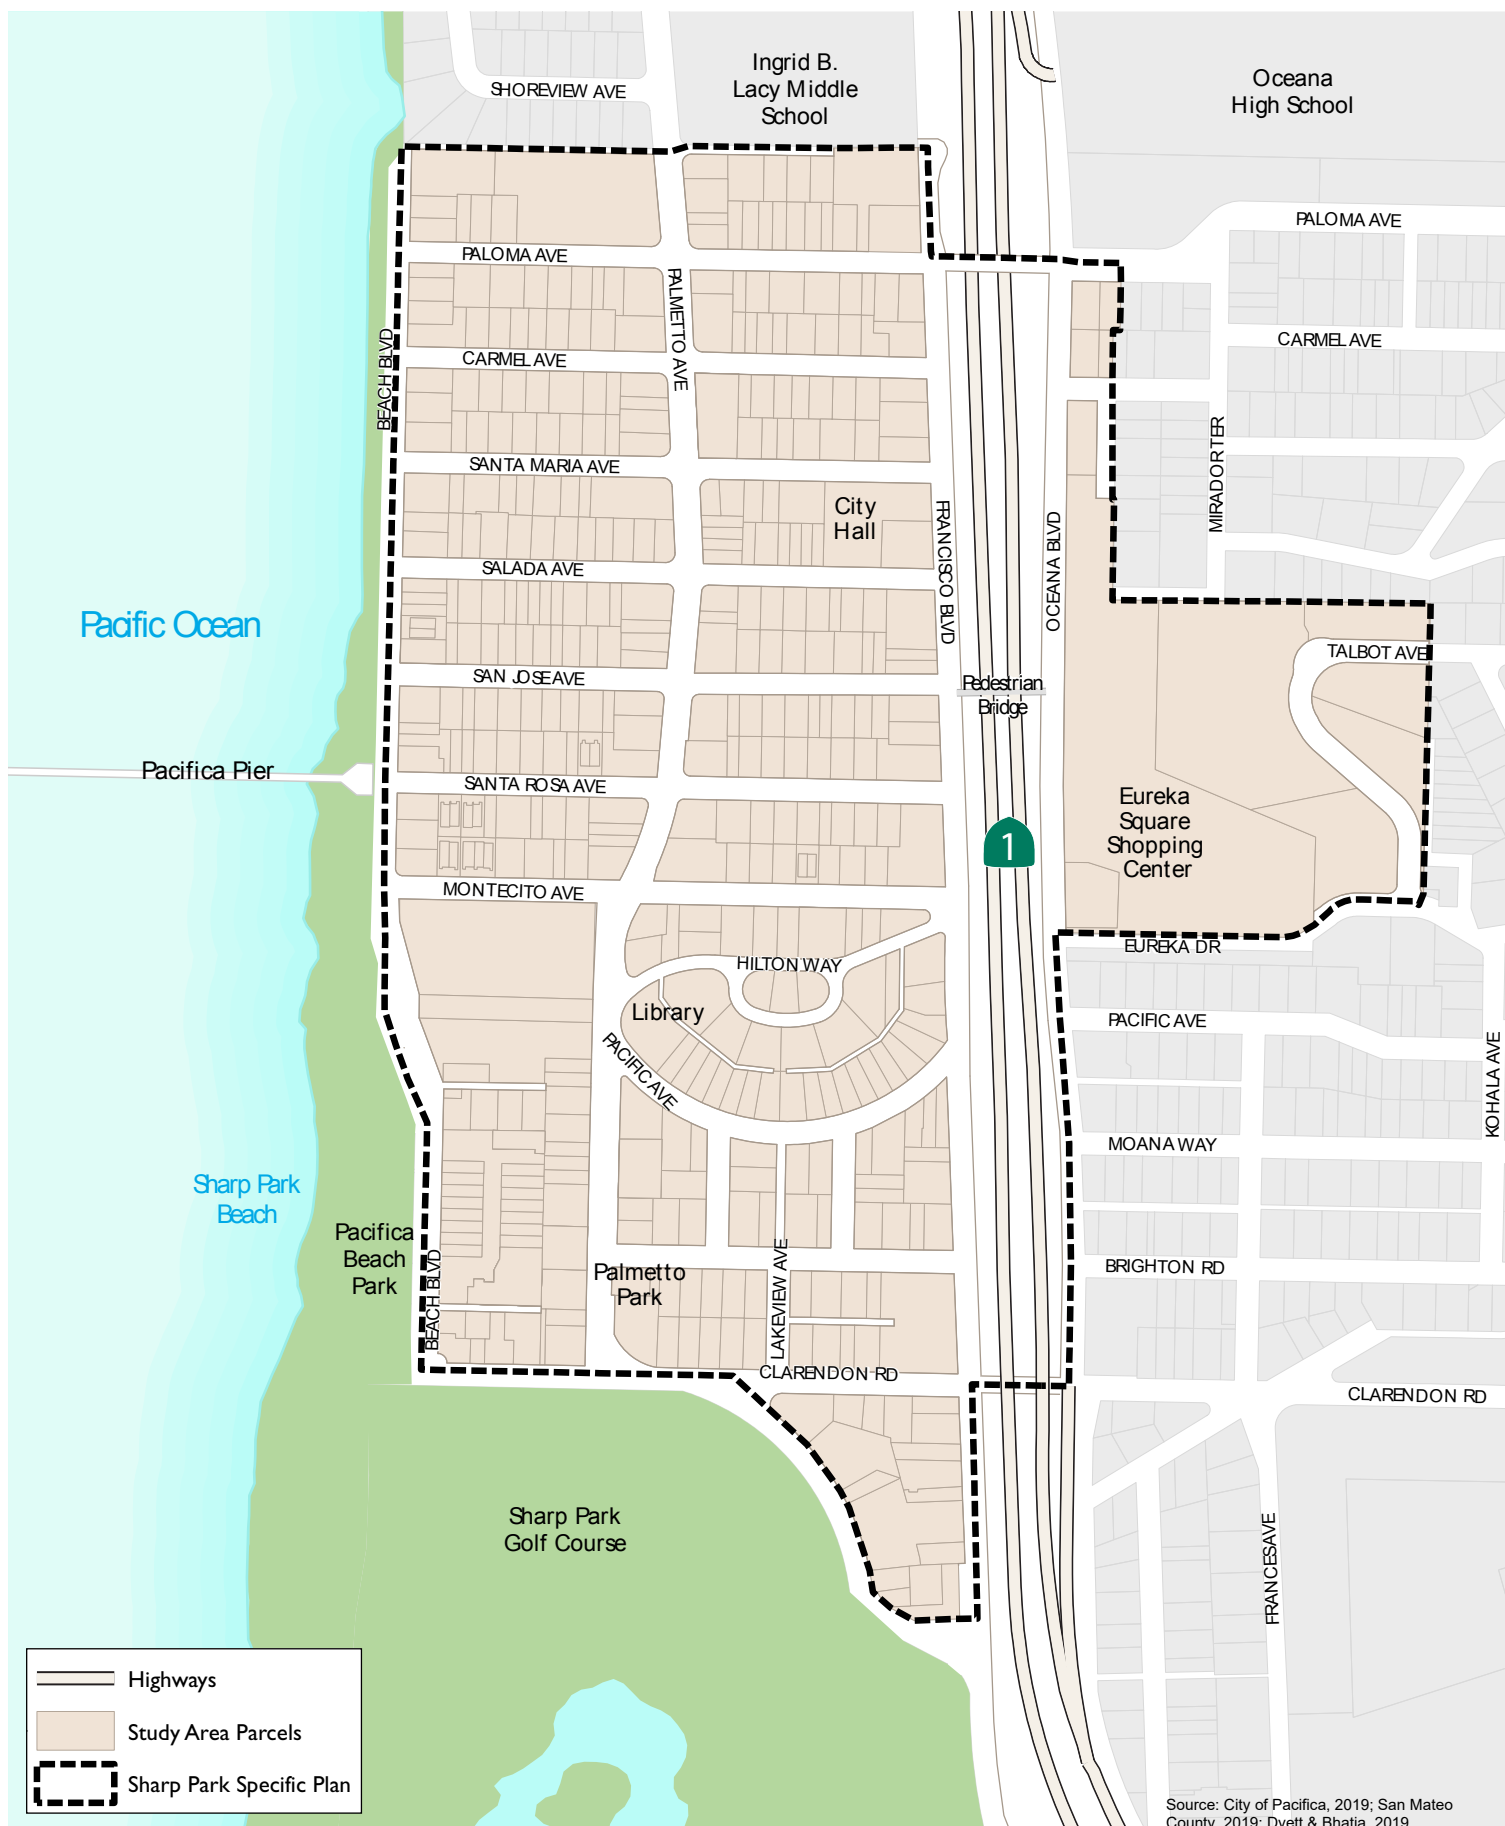 Ingrid B.
Lacy Middle
School
Oceana
High School
SHOREVIEW AVE
PALOMA AVE
PALOMA AVE
PALMETTO AVE
BEACH BLVD
CARMEL AVE
CARMEL AVE
MIRADOR TER
SANTA MARIA AVE
City
Hall
FRANCISCO BLVD
OCEANA BLVD
SALADA AVE
Pacific Ocean
TALBOT AVE
SAN JOSE AVE
Pedestrian
Bridge
Pacifica Pier
SANTA ROSA AVE
Eureka
Square
Shopping
Center
1
MONTECITO AVE
EUREKA DR
HILTON WAY
Library
PACIFIC AVE
PACIFIC AVE
KOHALA AVE
MOANA WAY
Sharp Park
Beach
Pacifica
Beach
Park
BEACH BLVD
Palmetto
Park
LAKEVIEW AVE
BRIGHTON RD
CLARENDON RD
CLARENDON RD
Sharp Park
Golf Course
FRANCES AVE
Highways
Study Area Parcels
Sharp Park Specific Plan
Source: City of Pacifica, 2019; San Mateo
County, 2019; Dyett & Bhatia, 2019